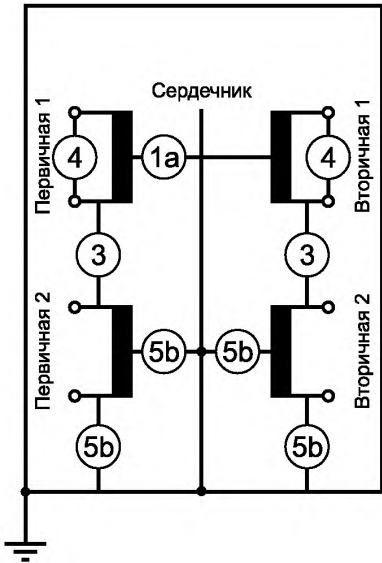 Сердечник
Первичная 1
4
1a
4
Вторичная 1
3
3
Первичная 2
5b
5b
Вторичная 2
5b
5b